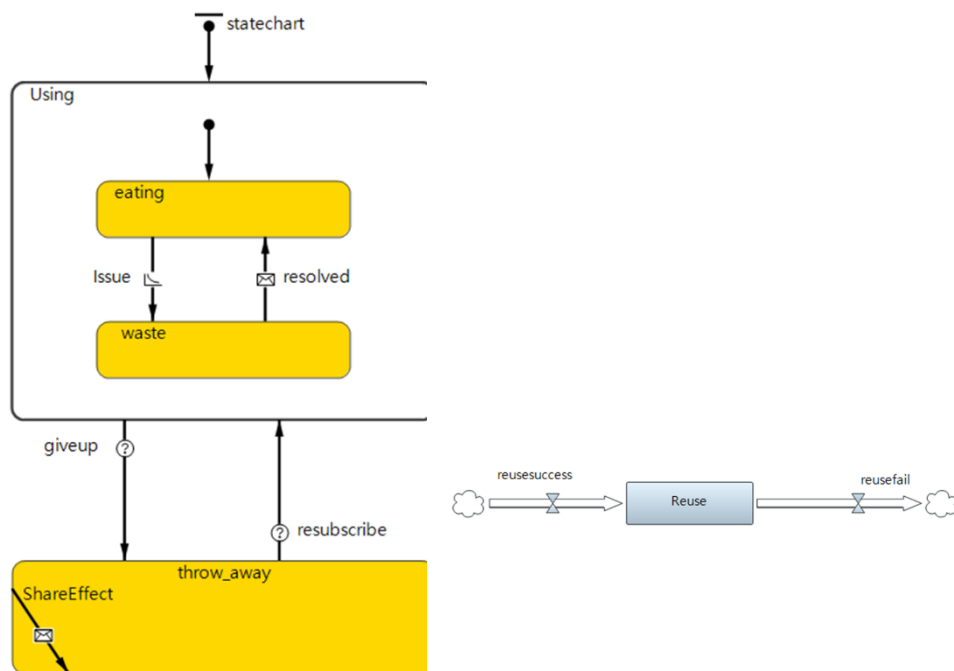 statechart
Using
eating
Issue
resolved
waste
giveup
?
?
resubscribe
throw_away
ShareEffect
reusesuccess
Reuse
reusefail